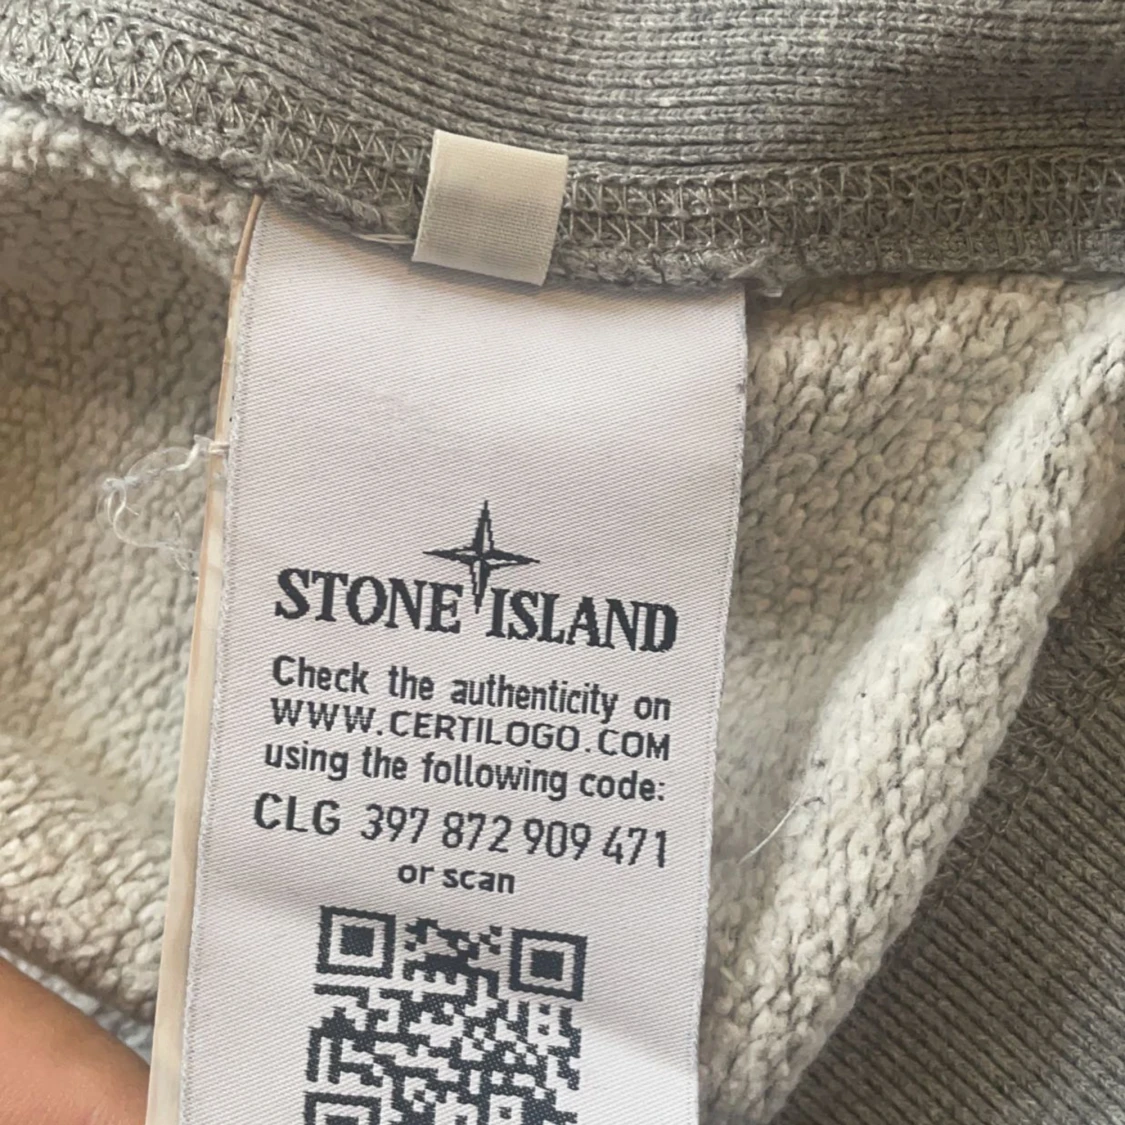 STONE ISLAND
Check the authenticity on
WWW.CERTILOGO.COM
using the following code:
CLG 397 872 909 471
or scan